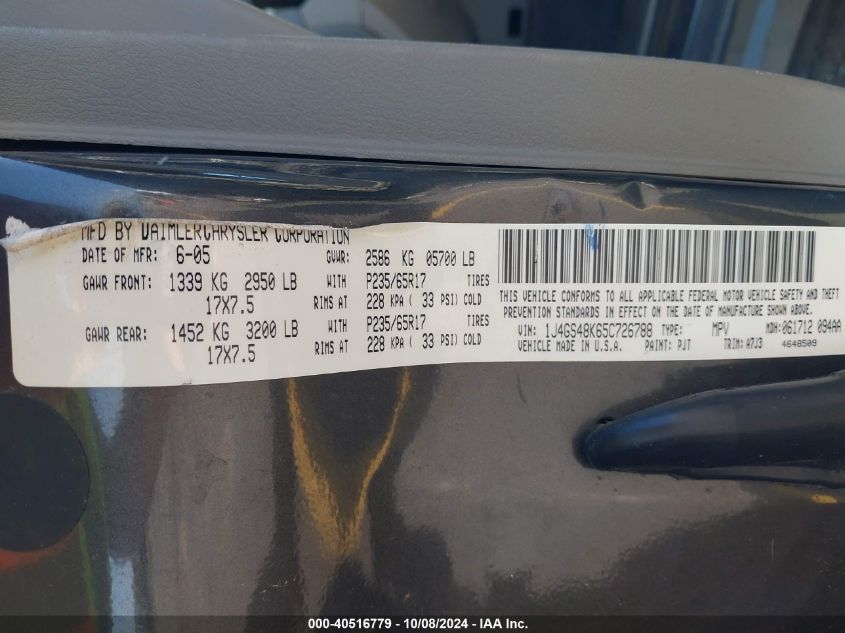 MFD BY DAIMLERCHRYSLER CORPORATION
DATE OF MFR: 6-05 GVWR: 2586 KG 05700 LB
GAWR FRONT: 1339 KG 2950 LB WITH P235/65R17 TIRES
17X7.5 RIMS AT 228 KPA ( 33 PSI) COLD
GAWR REAR: 1452 KG 3200 LB WITH P235/65R17 TIRES
17X7.5 RIMS AT 228 KPA ( 33 PSI) COLD
THIS VEHICLE CONFORMS TO ALL APPLICABLE FEDERAL MOTOR VEHICLE SAFETY AND THEFT
PREVENTION STANDARDS IN EFFECT ON THE DATE OF MANUFACTURE SHOWN ABOVE.
VIN: 1J4GS48K65C726788 TYPE: MPV MDH: 061712 094AA
VEHICLE MADE IN U.S.A. PAINT: PJT TRIM: A7J3 4648509
000-40516779 - 10/08/2024 - IAA Inc.